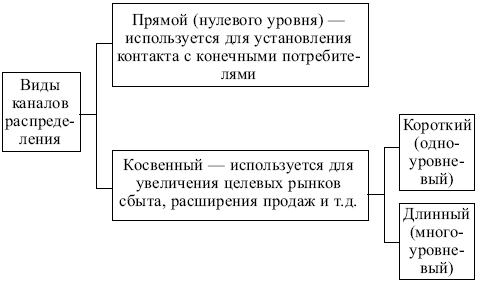 Виды
каналов
распреде-
ления
Прямой (нулевого уровня) —
используется для установления
контакта с конечными потребите-
лями
Косвенный — используется для
увеличения целевых рынков
сбыта, расширения продаж и т.д.
Короткий
(одно-
уровне-
вый)
Длинный
(много-
уровне-
вый)